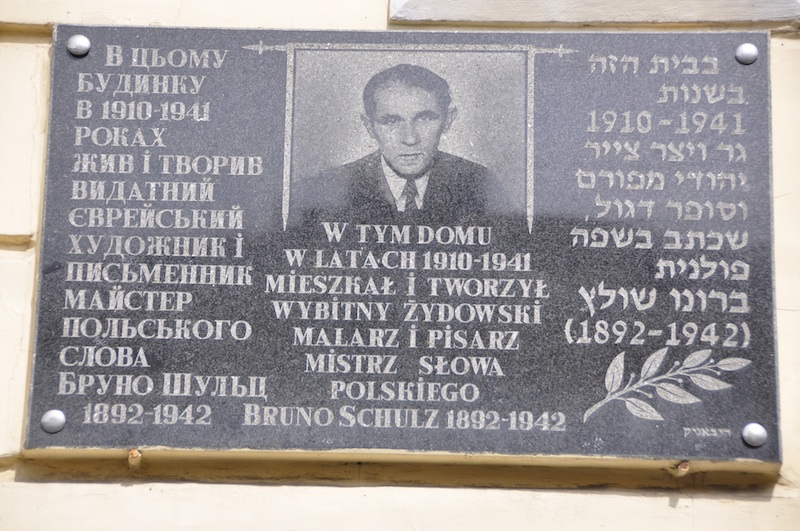 В ЦЬОМУ
БУДИНКУ
В 1910-1941
РОКАХ
ЖИВ І ТВОРИВ
ВИДАТНИЙ
ЄВРЕЙСЬКИЙ
ХУДОЖНИК І
ПИСЬМЕННИК
МАЙСТЕР
ПОЛЬСЬКОГО
СЛОВА
БРУНО ШУЛЬЦ
1892-1942
W TYM DOMU
W LATACH 1910-1941
MIESZKAŁ I TWORZYŁ
WYBITNY ŻYDOWSKI
MALARZ I PISARZ
MISTRZ SŁOWA
POLSKIEGO
BRUNO SCHULZ 1892-1942
בבית הזה
בשנות
1910-1941
גר ויצר צייר
יהודי מפורם
וסופר דגול,
שכתב בשפה
פולנית
ברונו שולץ
(1892-1942)